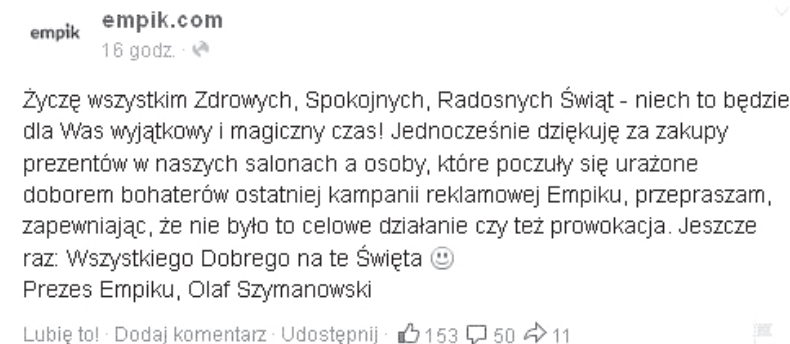 empik
empik.com
16 godz. ·
Życzę wszystkim Zdrowych, Spokojnych, Radosnych Świąt - niech to będzie
dla Was wyjątkowy i magiczny czas! Jednocześnie dziękuję za zakupy
prezentów w naszych salonach a osoby, które poczuły się urażone
doborem bohaterów ostatniej kampanii reklamowej Empiku, przepraszam,
zapewniając, że nie było to celowe działanie czy też prowokacja. Jeszcze
raz: Wszystkiego Dobrego na te Święta 🙂
Prezes Empiku, Olaf Szymanowski
Lubię to! · Dodaj komentarz · Udostępnij · 153 50 11